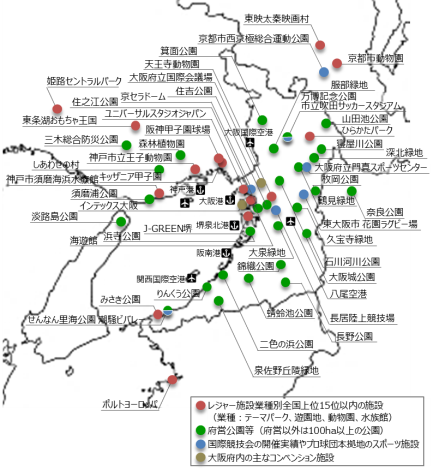 東映太秦映画村
京都市西京極総合運動公園
箕面公園
京都市動物園
天王寺動物園
服部緑地
大阪府立国際会議場
万博記念公園
姫路セントラルパーク
京セラドーム
住吉公園
市立吹田サッカースタジアム
住之江公園
ユニバーサルスタジオジャパン
山田池公園
東条湖おもちゃ王国
阪神甲子園球場
大阪国際空港
ひらかたパーク
三木総合防災公園
森林植物園
寝屋川公園
深北緑地
しあわせの村
神戸市立王子動物園
大阪府立門真スポーツセンター
キッザニア甲子園
枚岡公園
神戸市須磨海浜水族館
神戸港
鶴見緑地
須磨浦公園
大阪港
奈良公園
インテックス大阪
淡路島公園
J-GREEN堺
堺泉北港
東大阪市 花園ラグビー場
浜寺公園
久宝寺緑地
海遊館
阪南港
大泉緑地
石川河川公園
錦織公園
大阪城公園
関西国際空港
八尾空港
みさき公園
りんくう公園
蜻蛉池公園
長居陸上競技場
せんなん里海公園
潮騒ビバレー
長野公園
二色の浜公園
泉佐野丘陵緑地
ポルトヨーロッパ
レジャー施設業種別全国上位15位以内の施設
（業種：テーマパーク、遊園地、動物園、水族館）
府営公園等（府営以外は100ha以上の公園）
国際競技会の開催実績やプロ球団本拠地のスポーツ施設
大阪府内の主なコンベンション施設